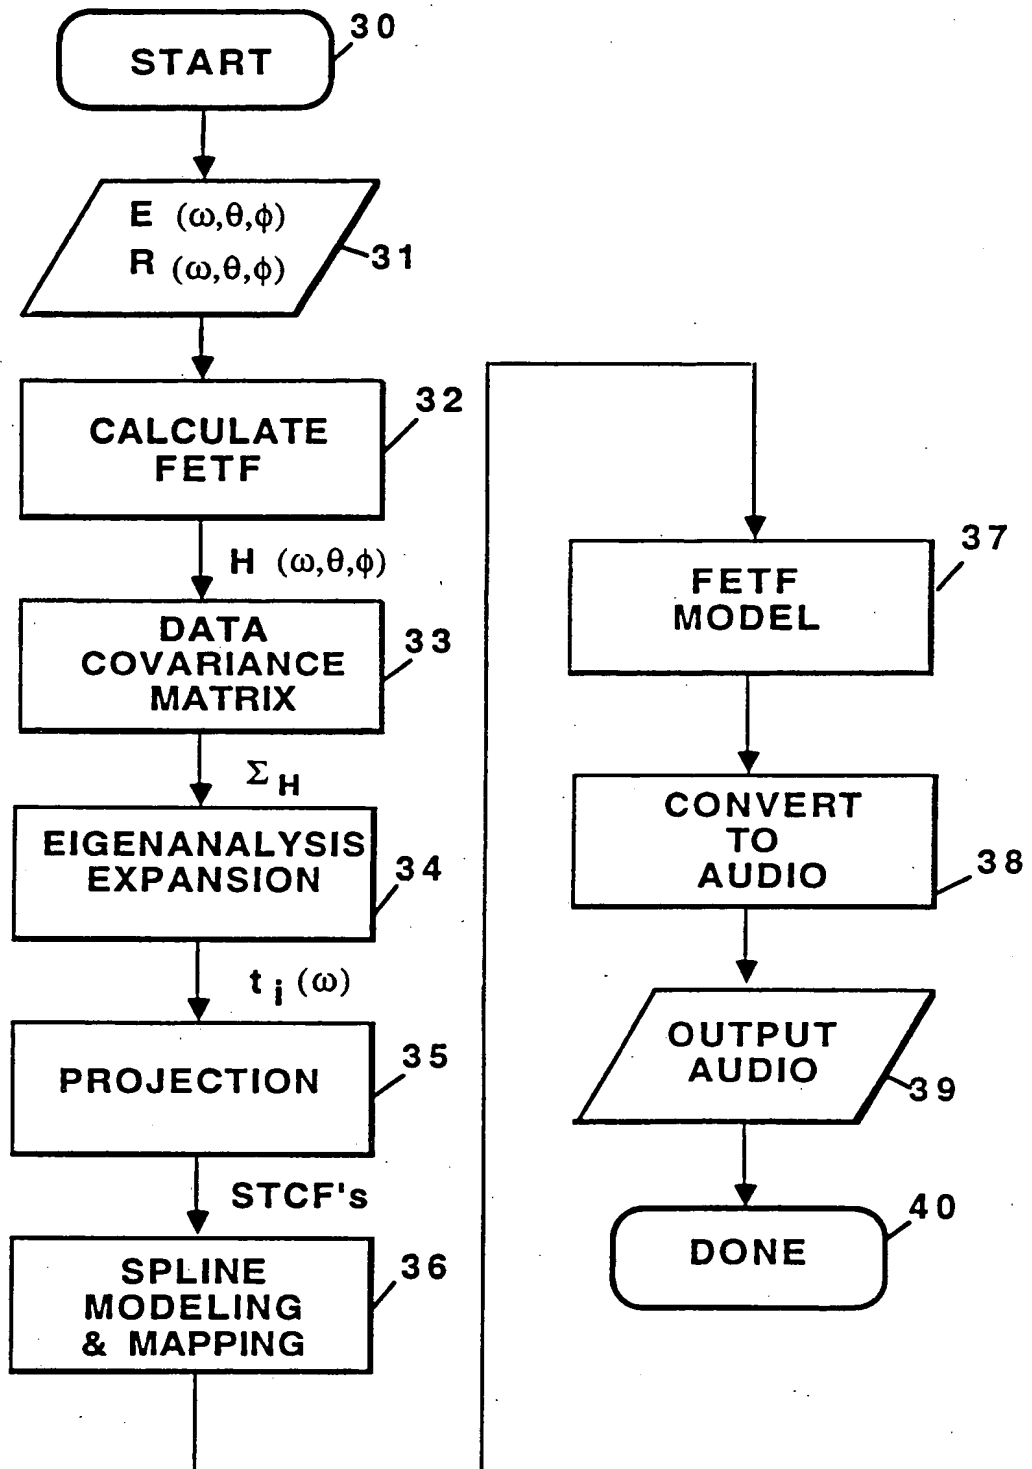 START
30
E (ω,θ,ϕ)
R (ω,θ,ϕ)
31
CALCULATE
FETF
32
H (ω,θ,ϕ)
DATA
COVARIANCE
MATRIX
33
Σ H
EIGENANALYSIS
EXPANSION
34
t i (ω)
PROJECTION
35
STCF's
SPLINE
MODELING
& MAPPING
36
FETF
MODEL
37
CONVERT
TO
AUDIO
38
OUTPUT
AUDIO
39
DONE
40